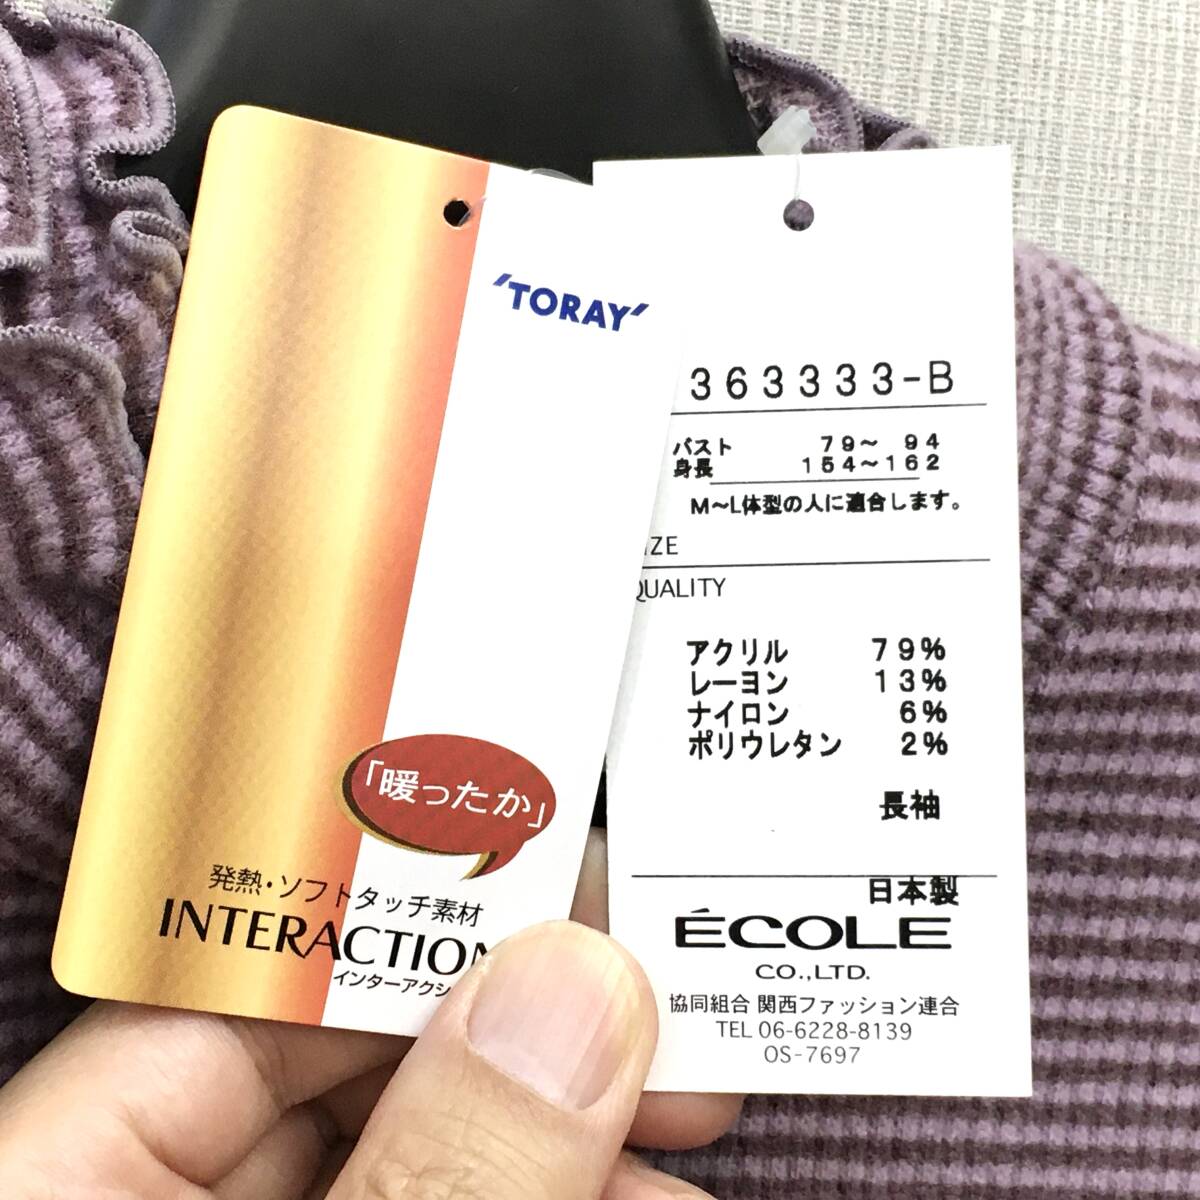 'TORAY'
「暖ったか」
発熱・ソフトタッチ素材
INTERACTION
インターアクシ
363333-B
バスト 79～ 94
身長 154～162
M～L体型の人に適合します。
IZE
QUALITY
アクリル 79%
レーヨン 13%
ナイロン 6%
ポリウレタン 2%
長袖
日本製
ÉCOLE
CO.,LTD.
協同組合 関西ファッション連合
TEL 06-6228-8139
OS-7697